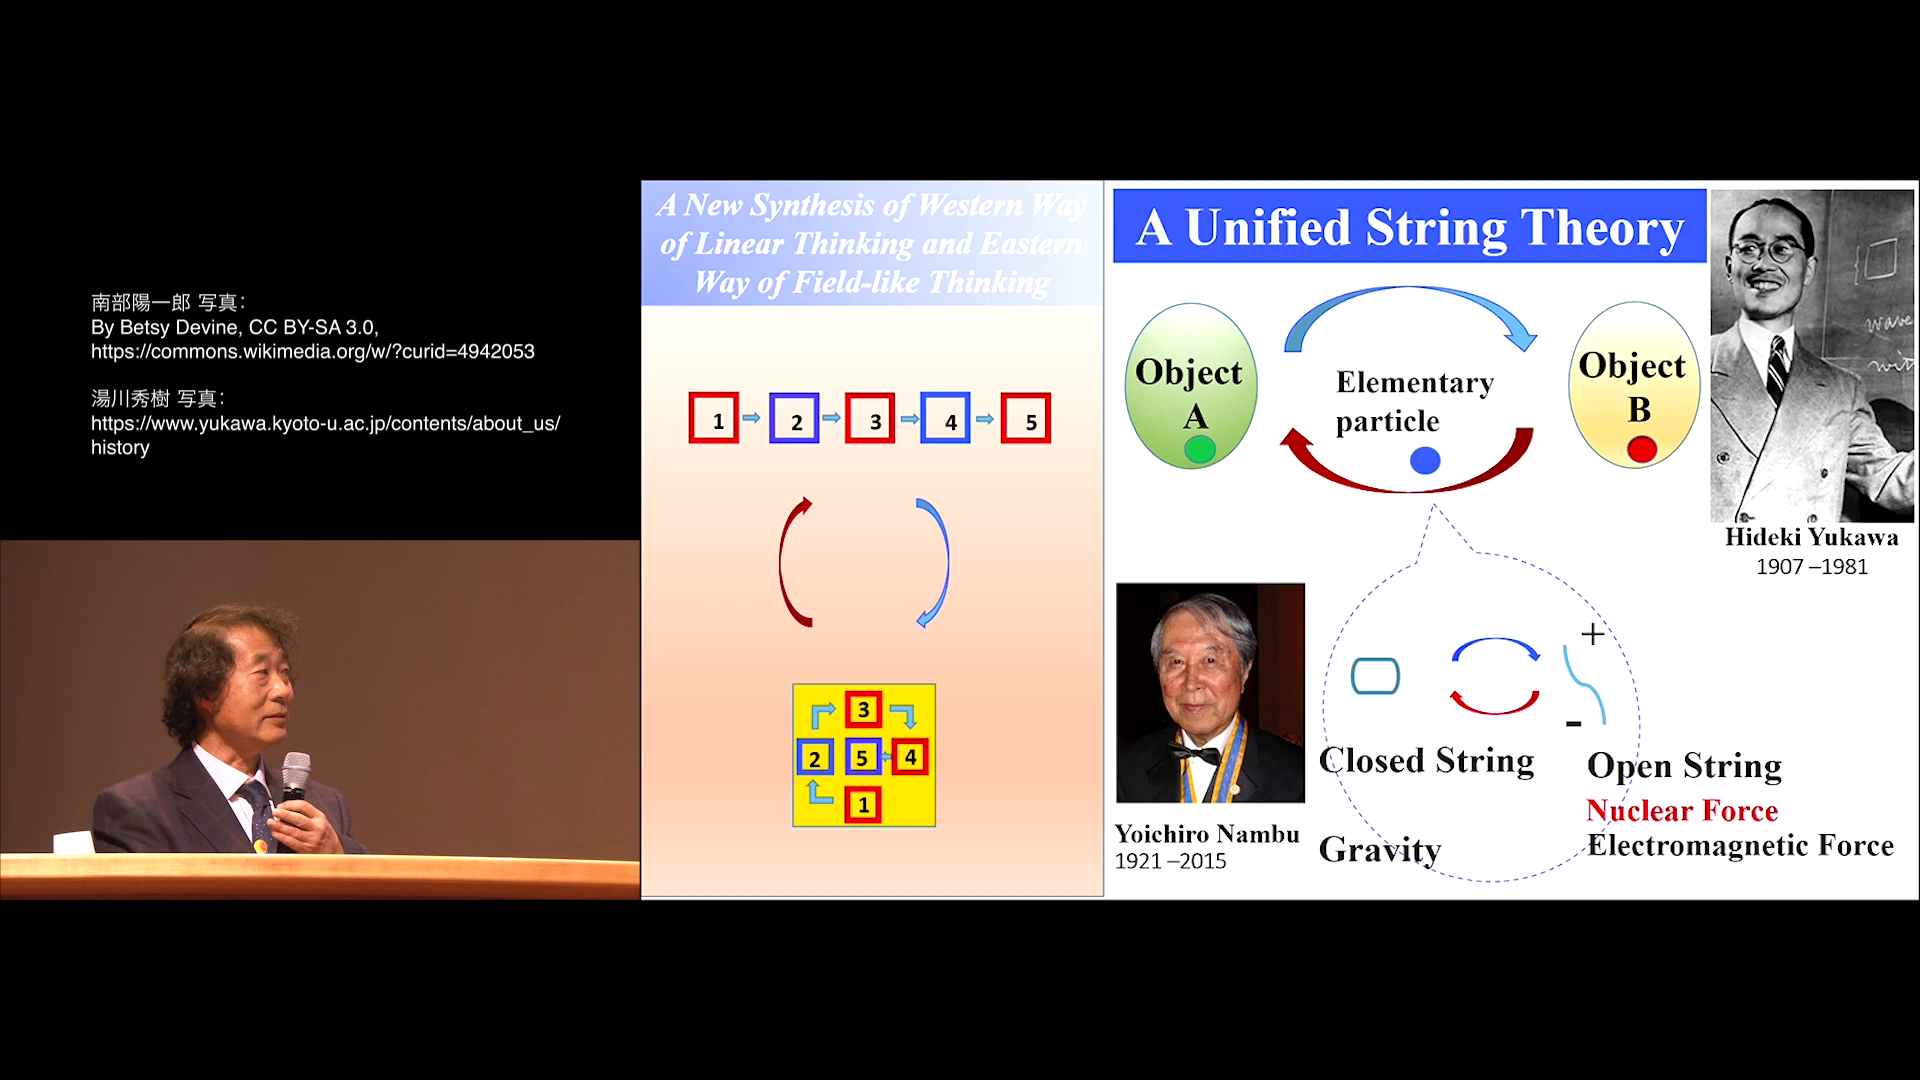 南部陽一郎 写真：
By Betsy Devine, CC BY-SA 3.0,
https://commons.wikimedia.org/w/?curid=4942053
湯川秀樹 写真：
https://www.yukawa.kyoto-u.ac.jp/contents/about_us/
history
A New Synthesis of Western Way
of Linear Thinking and Eastern
Way of Field-like Thinking
1 2 3 4 5
3
2 5 4
1
A Unified String Theory
Object
A
Elementary
particle
Object
B
wave
wit
Hideki Yukawa
1907 –1981
+
-
Closed String
Open String
Nuclear Force
Electromagnetic Force
Gravity
Yoichiro Nambu
1921 –2015